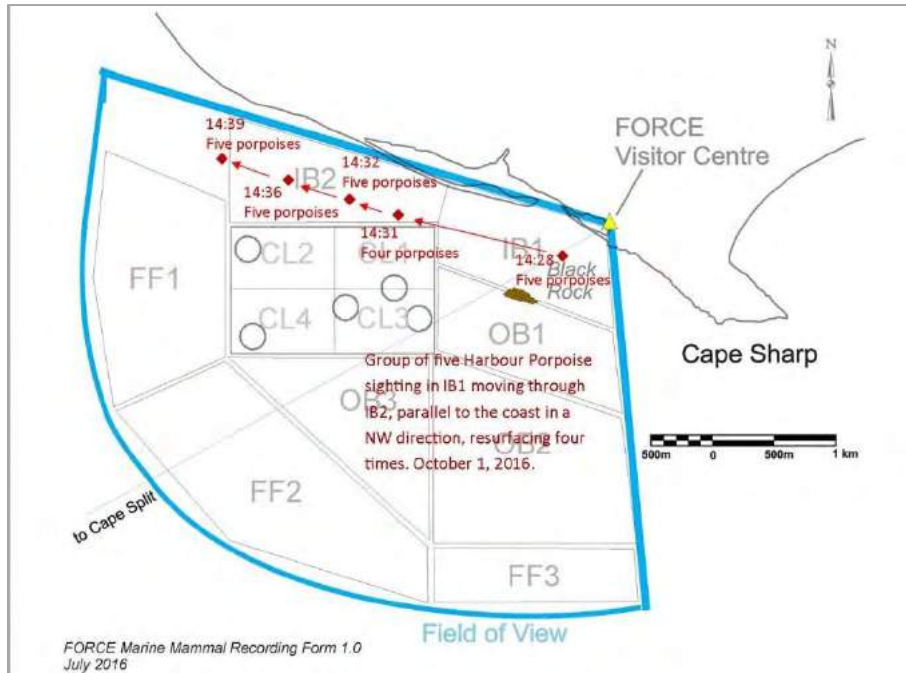 N
FORCE
Visitor Centre
14:39
Five porpoises
14:32
Five porpoises
IB2
14:36
Five porpoises
14:31
Four porpoises
IB1
14:28
Five porpoises
Black
Rock
CL2
CL1
FF1
CL4
CL3
OB1
Cape Sharp
Group of five Harbour Porpoise
sighting in IB1 moving through
IB2, parallel to the coast in a
NW direction, resurfacing four
times. October 1, 2016.
OB3
OB2
500m
0
500m
1 km
FF2
to Cape Split
FF3
Field of View
FORCE Marine Mammal Recording Form 1.0
July 2016